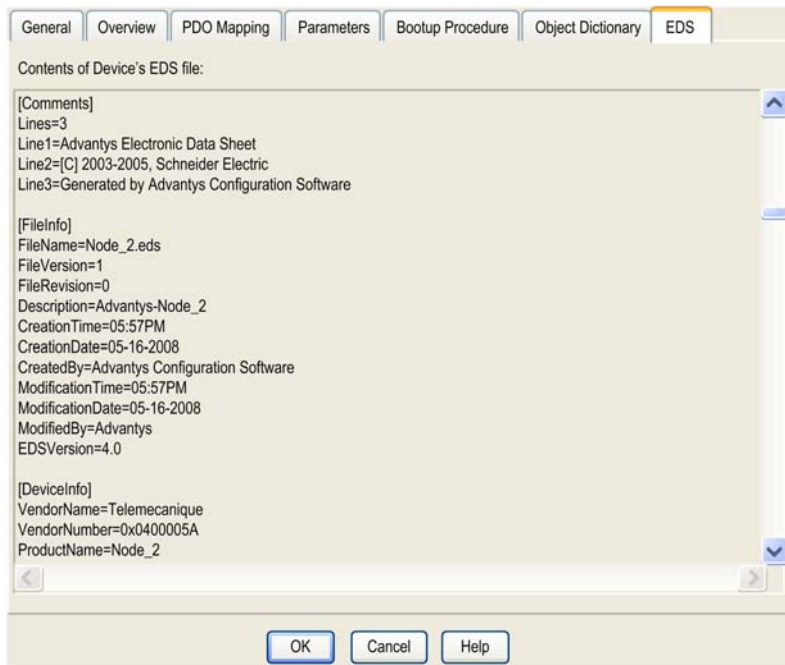 General Overview PDO Mapping Parameters Bootup Procedure Object Dictionary EDS
Contents of Device's EDS file:
[Comments]
Lines=3
Line1=Advantys Electronic Data Sheet
Line2=[C] 2003-2005, Schneider Electric
Line3=Generated by Advantys Configuration Software
[FileInfo]
FileName=Node_2.eds
FileVersion=1
FileRevision=0
Description=Advantys-Node_2
CreationTime=05:57PM
CreationDate=05-16-2008
CreatedBy=Advantys Configuration Software
ModificationTime=05:57PM
ModificationDate=05-16-2008
ModifiedBy=Advantys
EDSVersion=4.0
[DeviceInfo]
VendorName=Telemecanique
VendorNumber=0x0400005A
ProductName=Node_2
OK Cancel Help